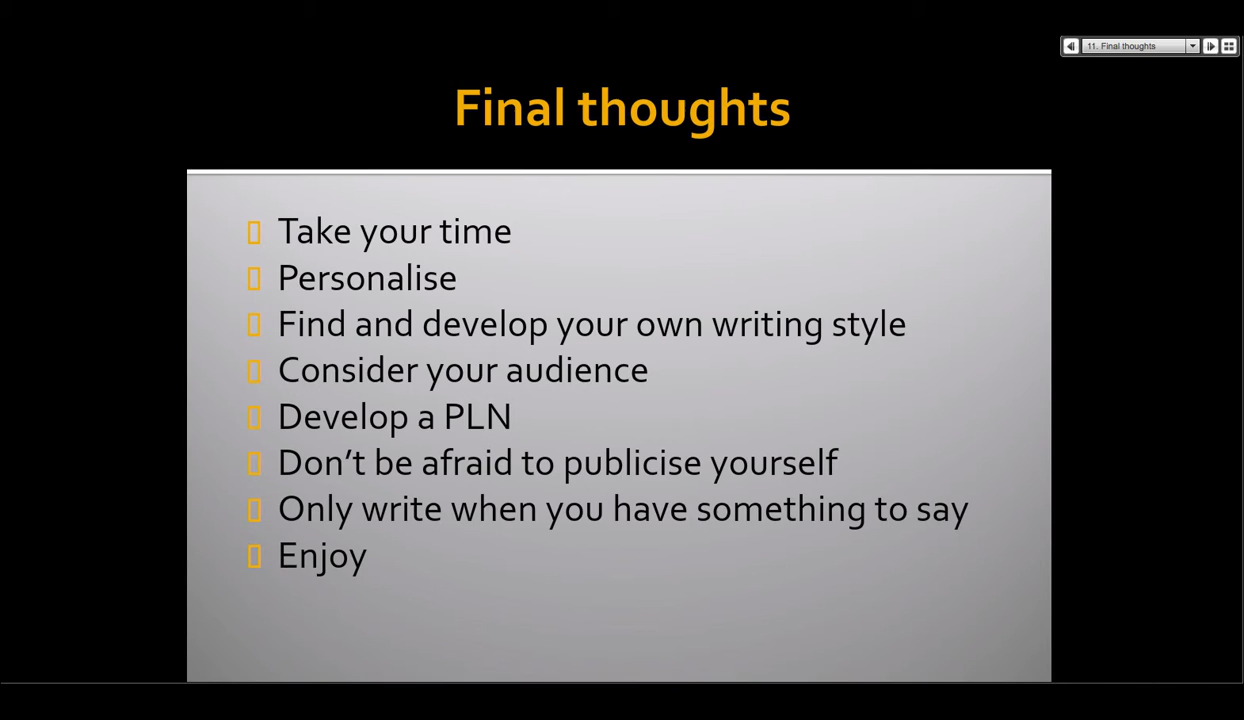 11. Final thoughts
Final thoughts
Take your time
Personalise
Find and develop your own writing style
Consider your audience
Develop a PLN
Don’t be afraid to publicise yourself
Only write when you have something to say
Enjoy